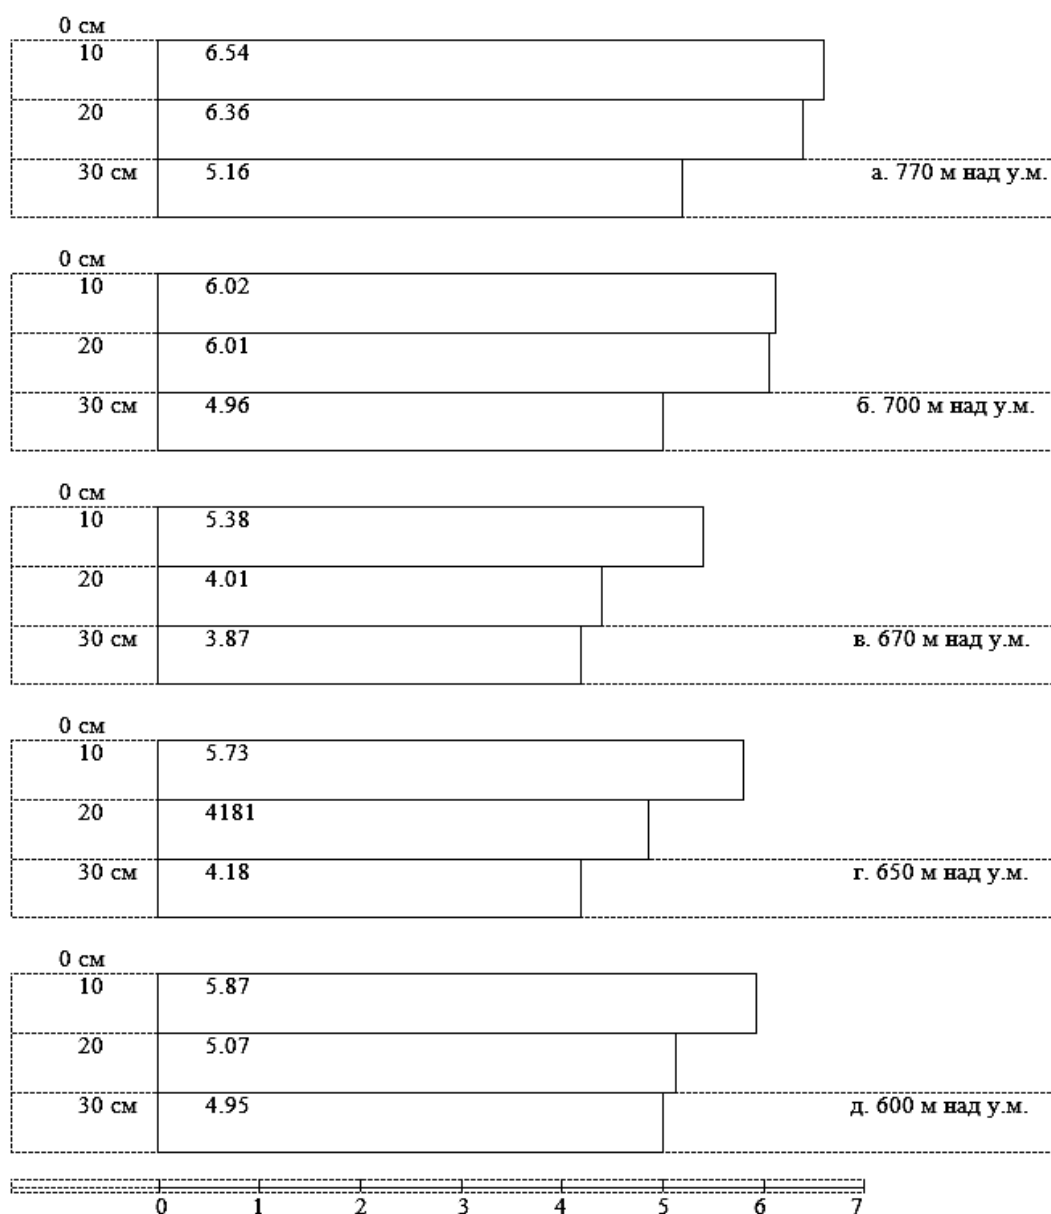 0 см
10 6.54
20 6.36
30 см 5.16 а. 770 м над у.м.
0 см
10 6.02
20 6.01
30 см 4.96 б. 700 м над у.м.
0 см
10 5.38
20 4.01
30 см 3.87 в. 670 м над у.м.
0 см
10 5.73
20 4181
30 см 4.18 г. 650 м над у.м.
0 см
10 5.87
20 5.07
30 см 4.95 д. 600 м над у.м.
0 1 2 3 4 5 6 7